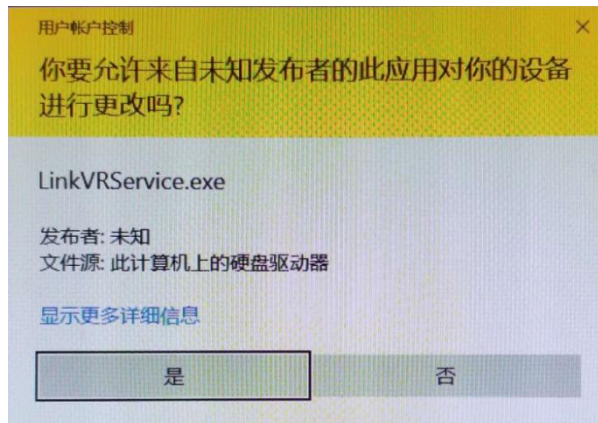 用户帐户控制
你要允许来自未知发布者的此应用对你的设备
进行更改吗?
LinkVRService.exe
发布者: 未知
文件源: 此计算机上的硬盘驱动器
显示更多详细信息
是
否